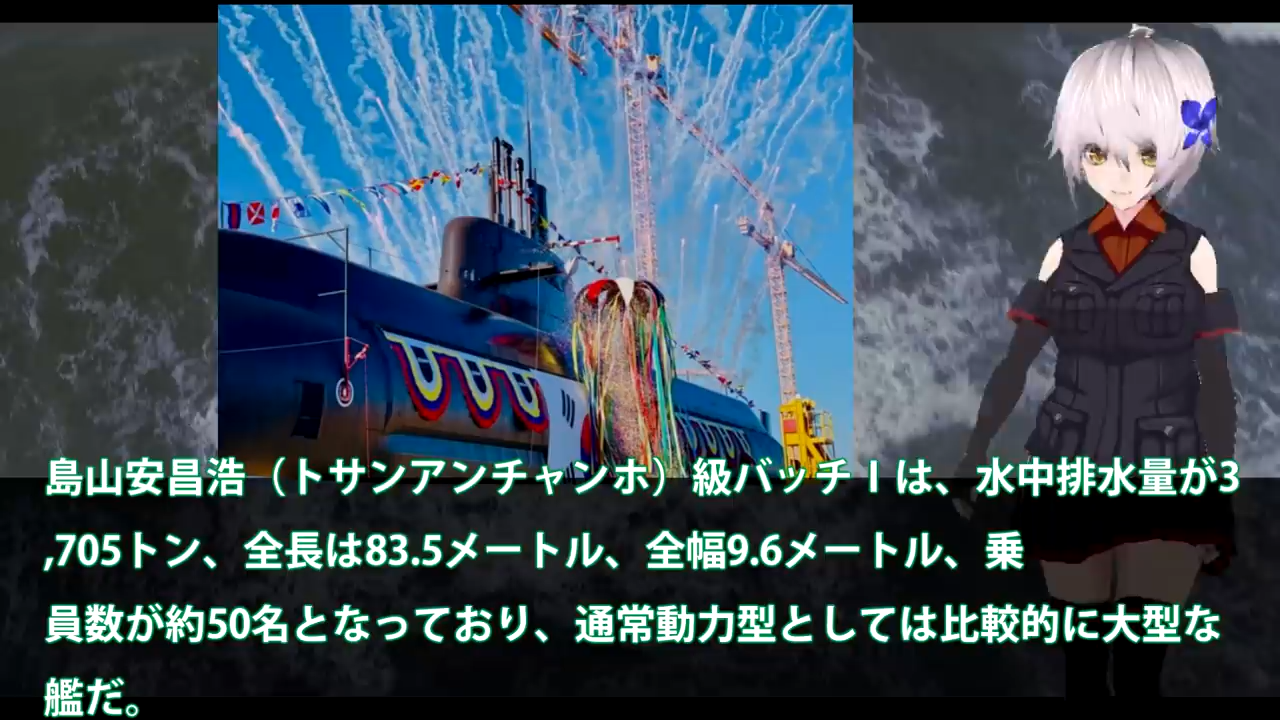 島山安昌浩（トサンアンチャンホ）級バッチⅠは、水中排水量が3
,705トン、全長は83.5メートル、全幅9.6メートル、乗
員数が約50名となっており、通常動力型としては比較的に大型な
艦だ。